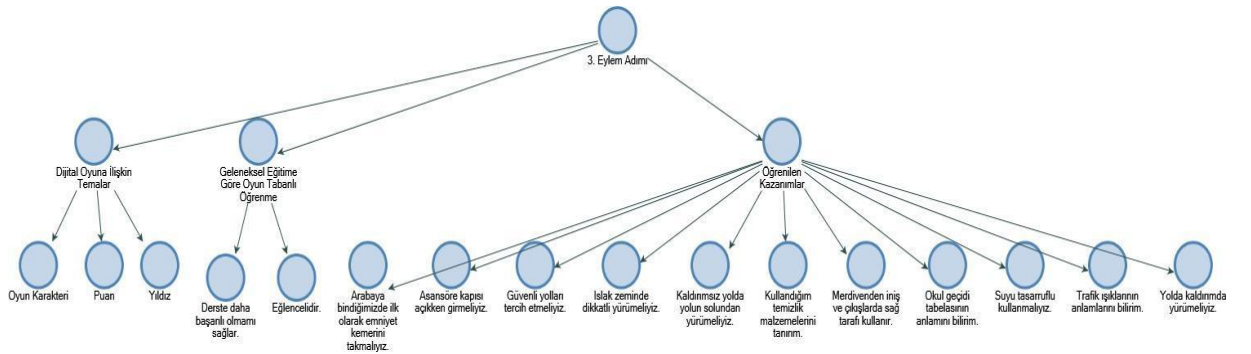 3. Eylem Adımı
Dijital Oyuna İlişkin
Temalar
Geleneksel Eğitime
Göre Oyun Tabanlı
Öğrenme
Öğrenilen
Kazanımlar
Oyun Karakteri
Puan
Yıldız
Derste daha
başarılı olmamı
sağlar.
Eğlencelidir.
Arabaya
bindiğimizde ilk
olarak emniyet
kemerini
takmalıyız.
Asansöre kapısı
açıkken girmeliyiz.
Güvenli yolları
tercih etmeliyiz.
Islak zeminde
dikkatli yürümeliyiz.
Kaldırımsız yolda
yolun solundan
yürümeliyiz.
Kullandığım
temizlik
malzemelerini
tanırım.
Merdivenden iniş
ve çıkışlarda sağ
tarafı kullanır.
Okul geçidi
tabelasının
anlamını bilirim.
Suyu tasarruflu
kullanmalıyız.
Trafik ışıklarının
anlamlarını bilirim.
Yolda kaldırımda
yürümeliyiz.